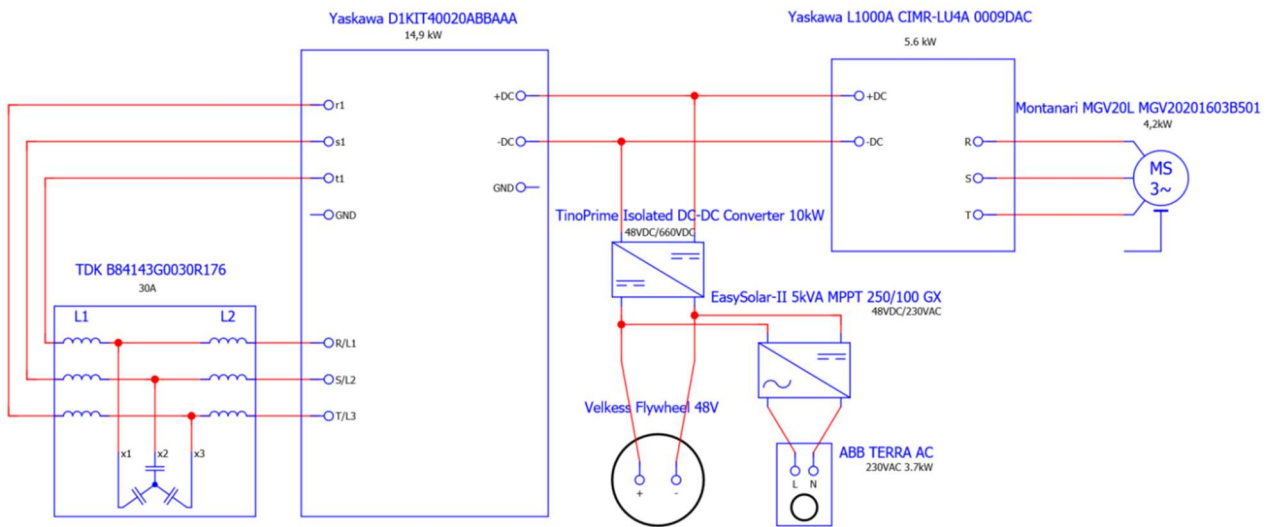 Yaskawa D1KIT40020ABBAAA
14,9 kW
Yaskawa L1000A CIMR-LU4A 0009DAC
5.6 kW
r1
s1
t1
GND
+DC
-DC
GND
+DC
-DC
R
S
T
Montanari MGV20L MGV20201603B501
4,2kW
MS
3~
TinoPrime Isolated DC-DC Converter 10kW
48VDC/660VDC
TDK B84143G0030R176
30A
L1
L2
R/L1
S/L2
T/L3
x1
x2
x3
EasySolar-II 5kVA MPPT 250/100 GX
48VDC/230VAC
Velkess Flywheel 48V
+
-
ABB TERRA AC
230VAC 3.7kW
L
N